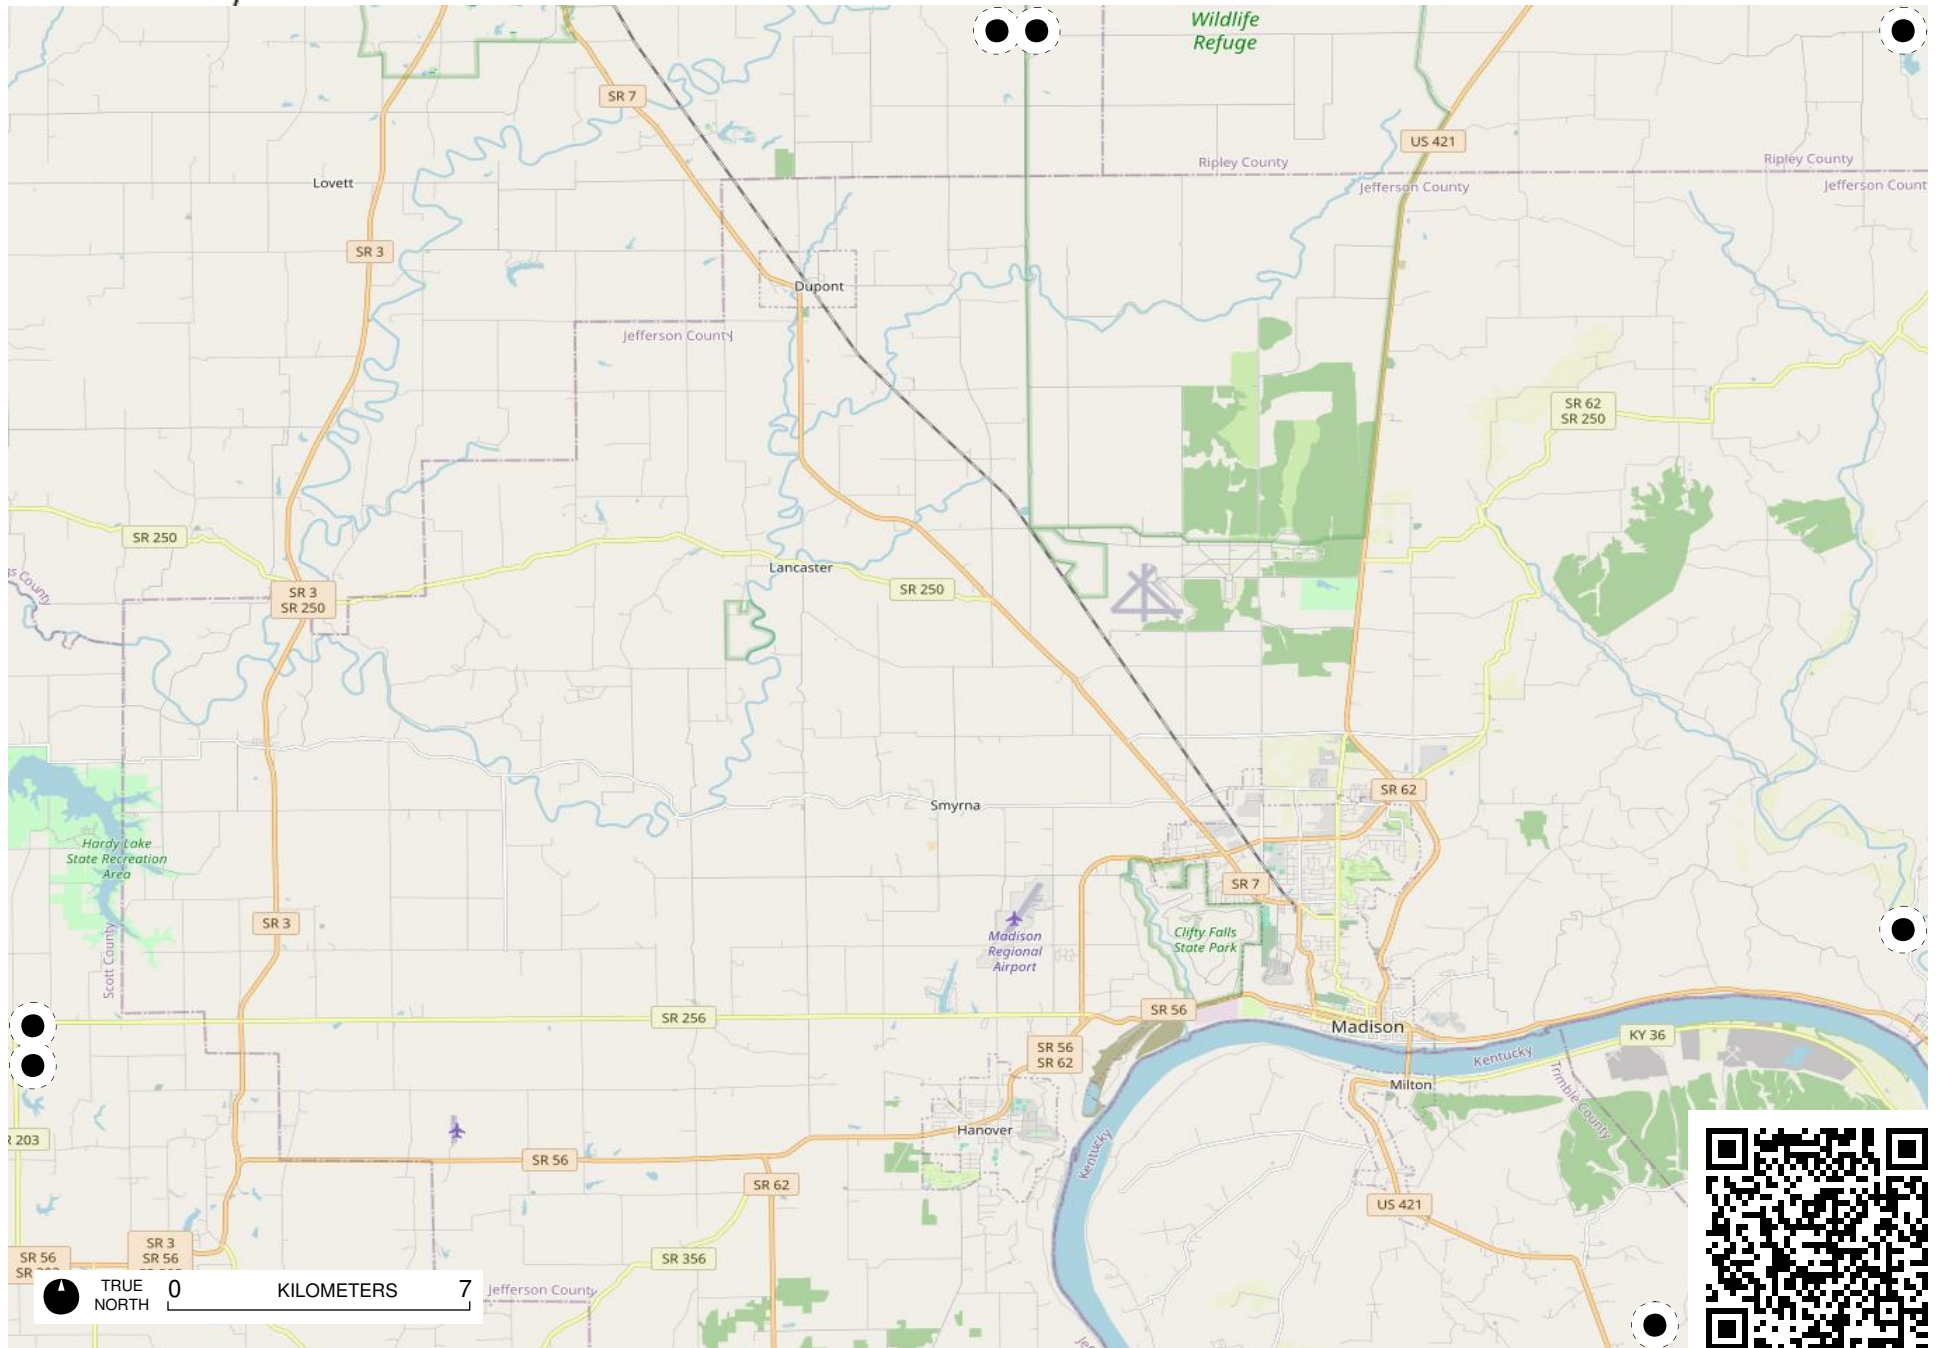 Wildlife
Refuge
SR 7
US 421
Ripley County
Ripley County
Lovett
Jefferson County
Jefferson Count
SR 3
Dupont
Jefferson County
SR 62
SR 250
SR 250
Lancaster
SR 3
SR 250
SR 250
s County
Smyrna
SR 62
Hardy Lake
State Recreation
Area
SR 7
SR 3
Clifty Falls
State Park
Madison
Regional
Airport
Scott County
SR 56
SR 256
Madison
KY 36
SR 56
SR 62
Kentucky
Milton
Trimble County
Hanover
R 203
Kentucky
SR 56
SR 62
US 421
SR 3
SR 56
SR 56
SR 356
TRUE
NORTH
0 KILOMETERS 7
Jefferson County